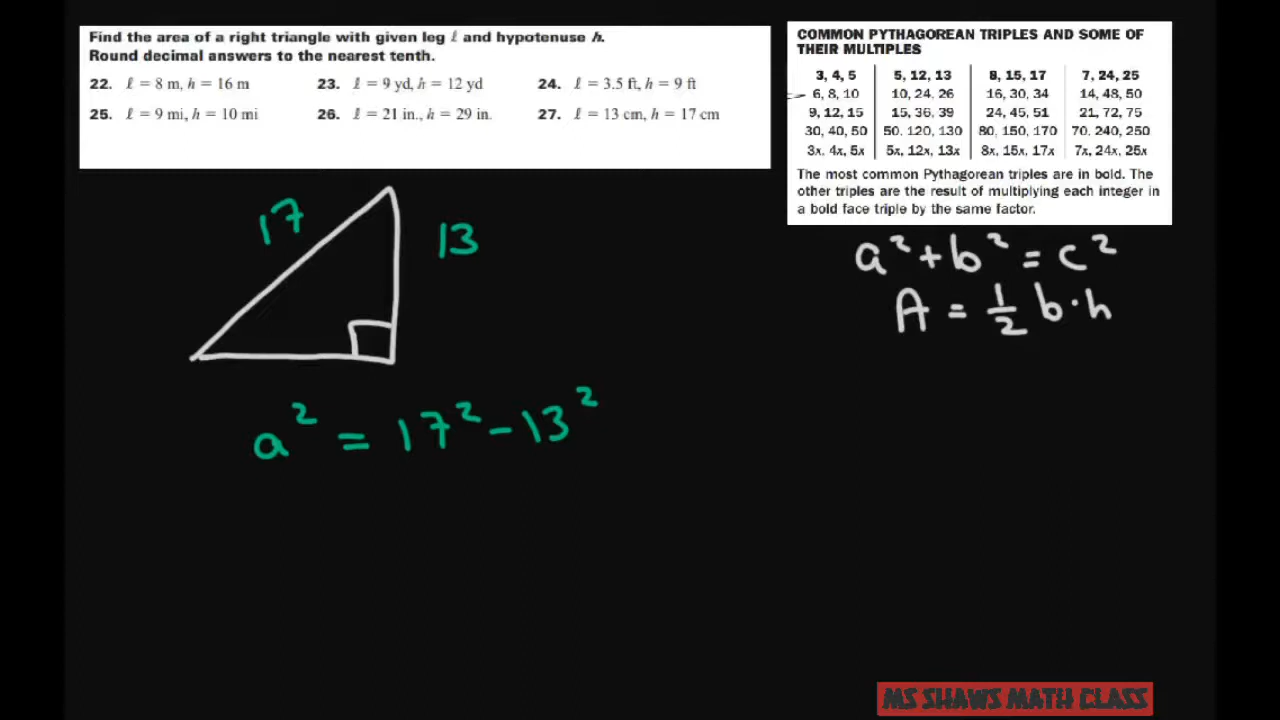 Find the area of a right triangle with given leg ℓ and hypotenuse h.
Round decimal answers to the nearest tenth.
22. ℓ = 8 m, h = 16 m 23. ℓ = 9 yd, h = 12 yd 24. ℓ = 3.5 ft, h = 9 ft
25. ℓ = 9 mi, h = 10 mi 26. ℓ = 21 in., h = 29 in. 27. ℓ = 13 cm, h = 17 cm
COMMON PYTHAGOREAN TRIPLES AND SOME OF
THEIR MULTIPLES
3, 4, 5 5, 12, 13 8, 15, 17 7, 24, 25
6, 8, 10 10, 24, 26 16, 30, 34 14, 48, 50
9, 12, 15 15, 36, 39 24, 45, 51 21, 72, 75
30, 40, 50 50, 120, 130 80, 150, 170 70, 240, 250
3x, 4x, 5x 5x, 12x, 13x 8x, 15x, 17x 7x, 24x, 25x
The most common Pythagorean triples are in bold. The
other triples are the result of multiplying each integer in
a bold face triple by the same factor.
a² + b² = c²
A = ½ b · h
17
13
a² = 17² - 13²
MS SHAWS MATH CLASS